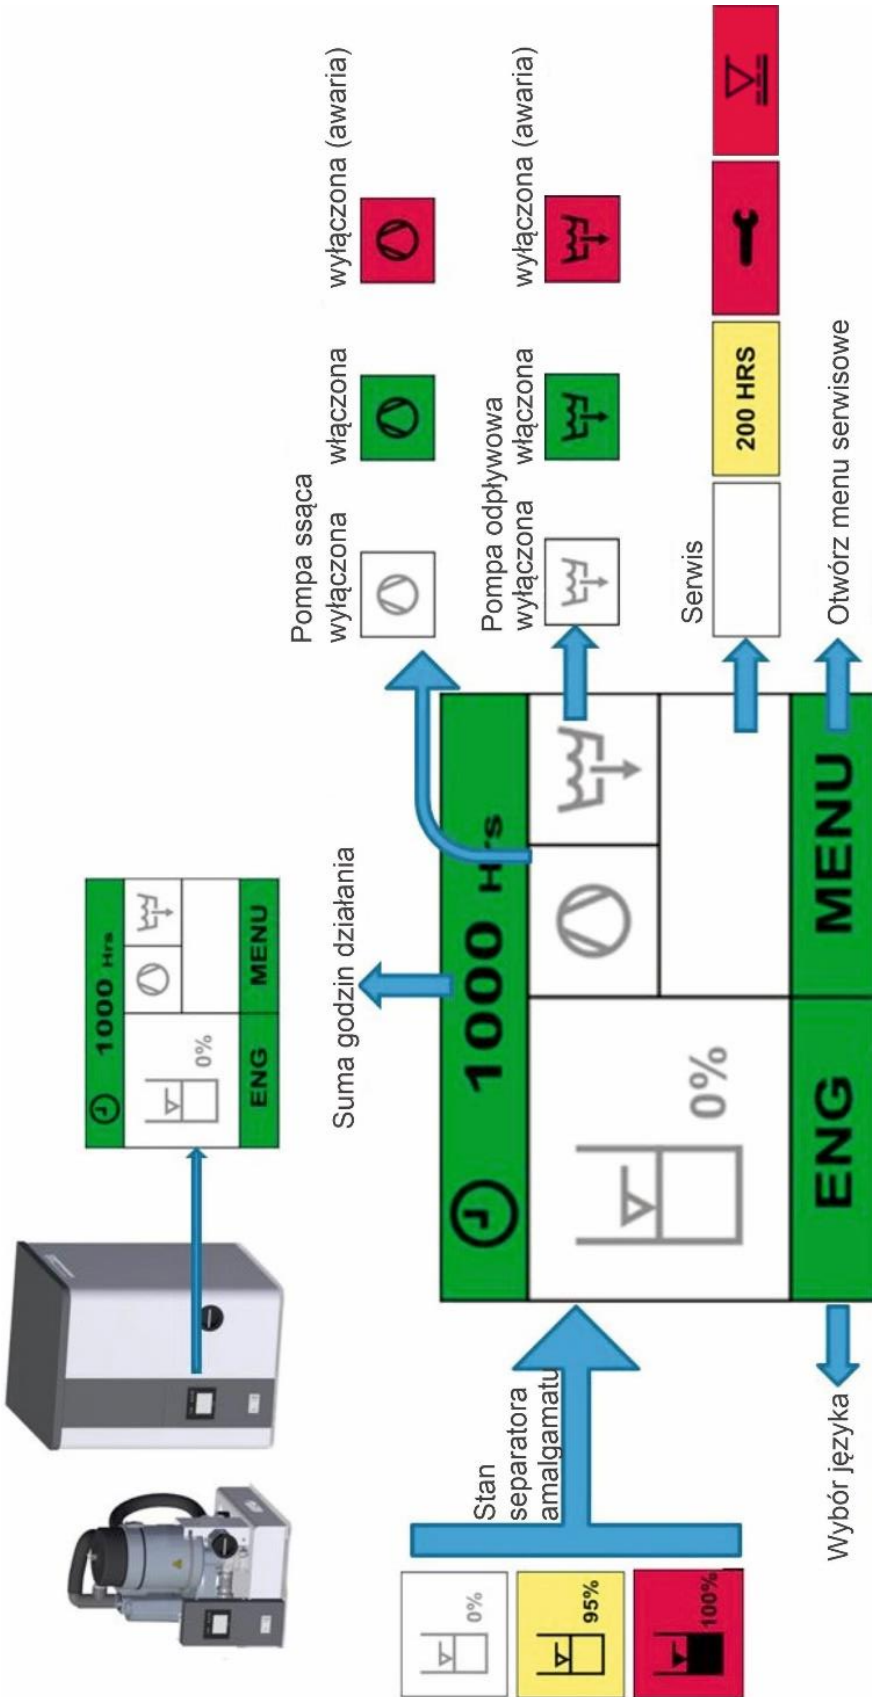 1000 Hrs
0%
ENG MENU
Suma godzin działania
Pompa ssąca
wyłączona włączona wyłączona (awaria)
Pompa odpływowa
wyłączona włączona wyłączona (awaria)
Stan
separatora
amalgamatu
0%
95%
100%
1000 Hrs
0%
ENG MENU
Serwis
200 HRS
Wybór języka
Otwórz menu serwisowe